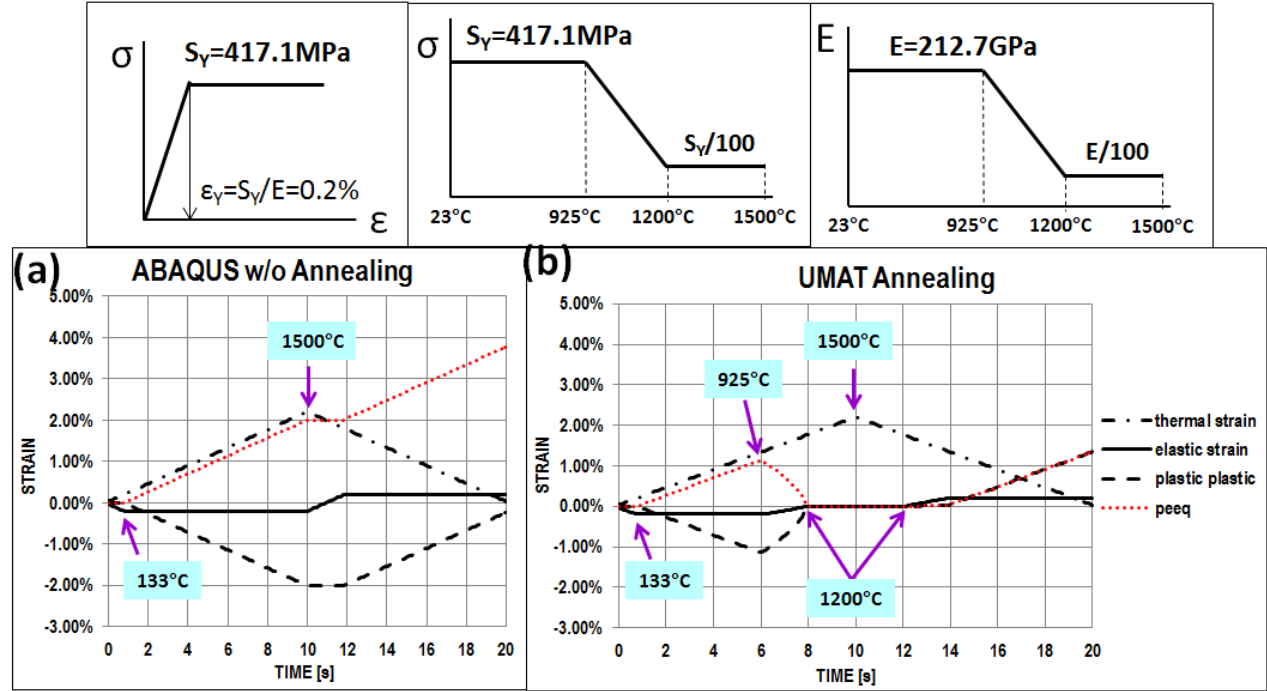 σ
S_Y=417.1MPa
ε_Y=S_Y/E=0.2%
ε
σ
S_Y=417.1MPa
S_Y/100
23°C
925°C
1200°C
1500°C
E
E=212.7GPa
E/100
23°C
925°C
1200°C
1500°C
(a)
ABAQUS w/o Annealing
5.00%
4.00%
3.00%
2.00%
1.00%
0.00%
-1.00%
-2.00%
-3.00%
STRAIN
1500°C
133°C
0 2 4 6 8 10 12 14 16 18 20
TIME [s]
(b)
UMAT Annealing
5.00%
4.00%
3.00%
2.00%
1.00%
0.00%
-1.00%
-2.00%
-3.00%
STRAIN
925°C
1500°C
133°C
1200°C
0 2 4 6 8 10 12 14 16 18 20
TIME [s]
thermal strain
elastic strain
plastic plastic
peeq